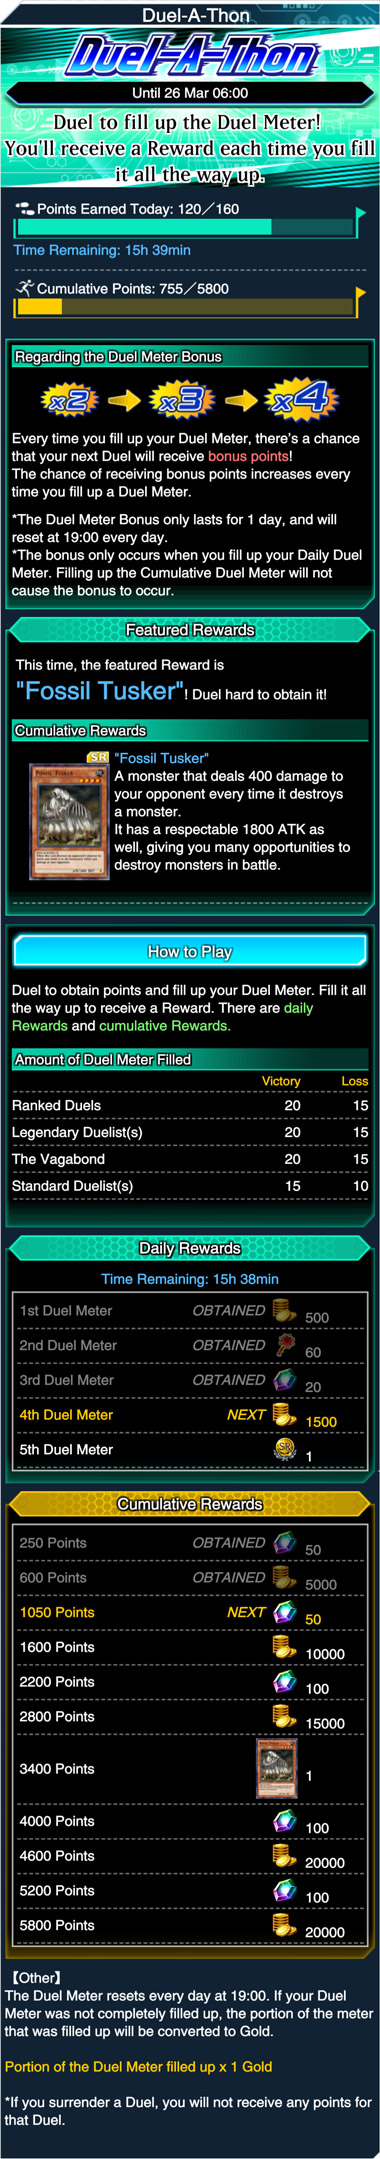 Duel-A-Thon
Duel-A-Thon
Until 26 Mar 06:00
Duel to fill up the Duel Meter!
You'll receive a Reward each time you fill
it all the way up.
Points Earned Today: 120／160
Time Remaining: 15h 39min
Cumulative Points: 755／5800
Regarding the Duel Meter Bonus
x2 x3 x4
Every time you fill up your Duel Meter, there's a chance
that your next Duel will receive bonus points!
The chance of receiving bonus points increases every
time you fill up a Duel Meter.
*The Duel Meter Bonus only lasts for 1 day, and will
reset at 19:00 every day.
*The bonus only occurs when you fill up your Daily Duel
Meter. Filling up the Cumulative Duel Meter will not
cause the bonus to occur.
Featured Rewards
This time, the featured Reward is
"Fossil Tusker"! Duel hard to obtain it!
Cumulative Rewards
SR
FOSSIL TUSKER
"Fossil Tusker"
A monster that deals 400 damage to
your opponent every time it destroys
a monster.
It has a respectable 1800 ATK as
well, giving you many opportunities to
destroy monsters in battle.
How to Play
Duel to obtain points and fill up your Duel Meter. Fill it all
the way up to receive a Reward. There are daily
Rewards and cumulative Rewards.
Amount of Duel Meter Filled
Victory Loss
Ranked Duels 20 15
Legendary Duelist(s) 20 15
The Vagabond 20 15
Standard Duelist(s) 15 10
Daily Rewards
Time Remaining: 15h 38min
1st Duel Meter OBTAINED 500
2nd Duel Meter OBTAINED 60
3rd Duel Meter OBTAINED 20
4th Duel Meter NEXT 1500
5th Duel Meter SR 1
Cumulative Rewards
250 Points OBTAINED 50
600 Points OBTAINED 5000
1050 Points NEXT 50
1600 Points 10000
2200 Points 100
2800 Points 15000
3400 Points 1
4000 Points 100
4600 Points 20000
5200 Points 100
5800 Points 20000
【Other】
The Duel Meter resets every day at 19:00. If your Duel
Meter was not completely filled up, the portion of the meter
that was filled up will be converted to Gold.
Portion of the Duel Meter filled up x 1 Gold
*If you surrender a Duel, you will not receive any points for
that Duel.